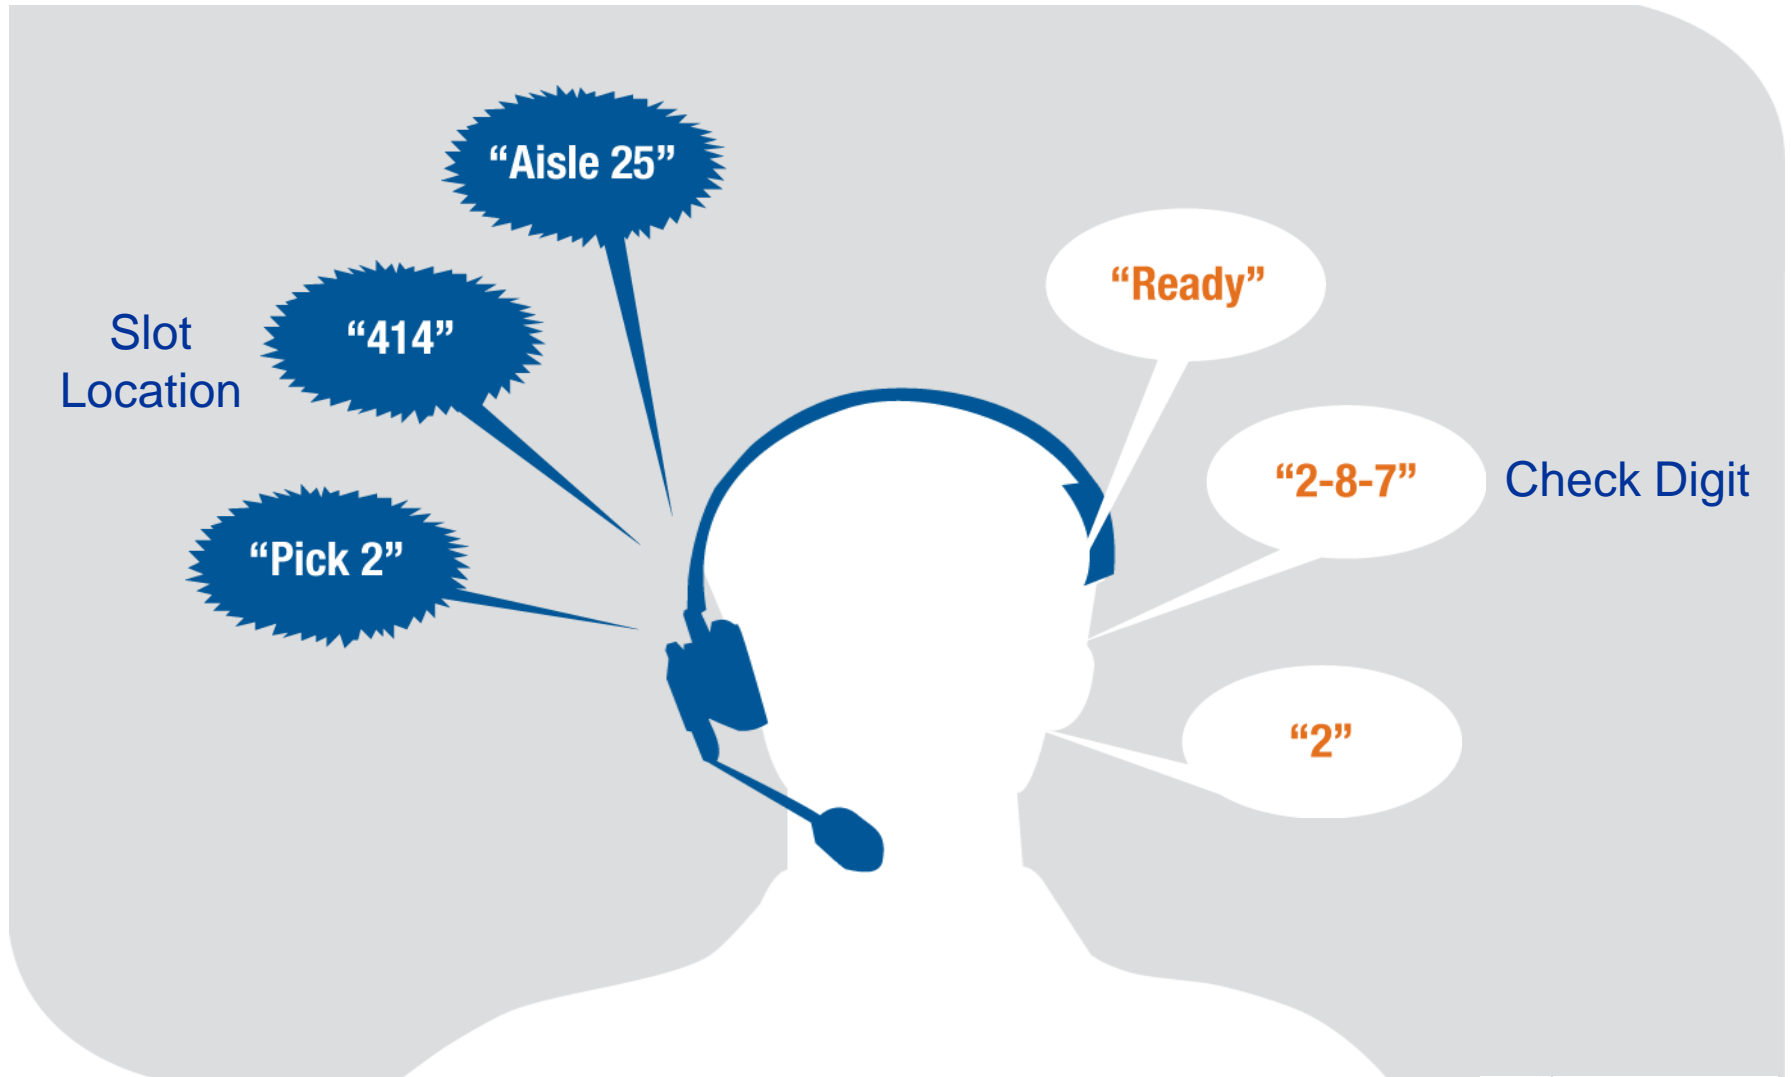 “Aisle 25”
“Ready”
Slot
Location
“414”
“2-8-7”
Check Digit
“Pick 2”
“2”